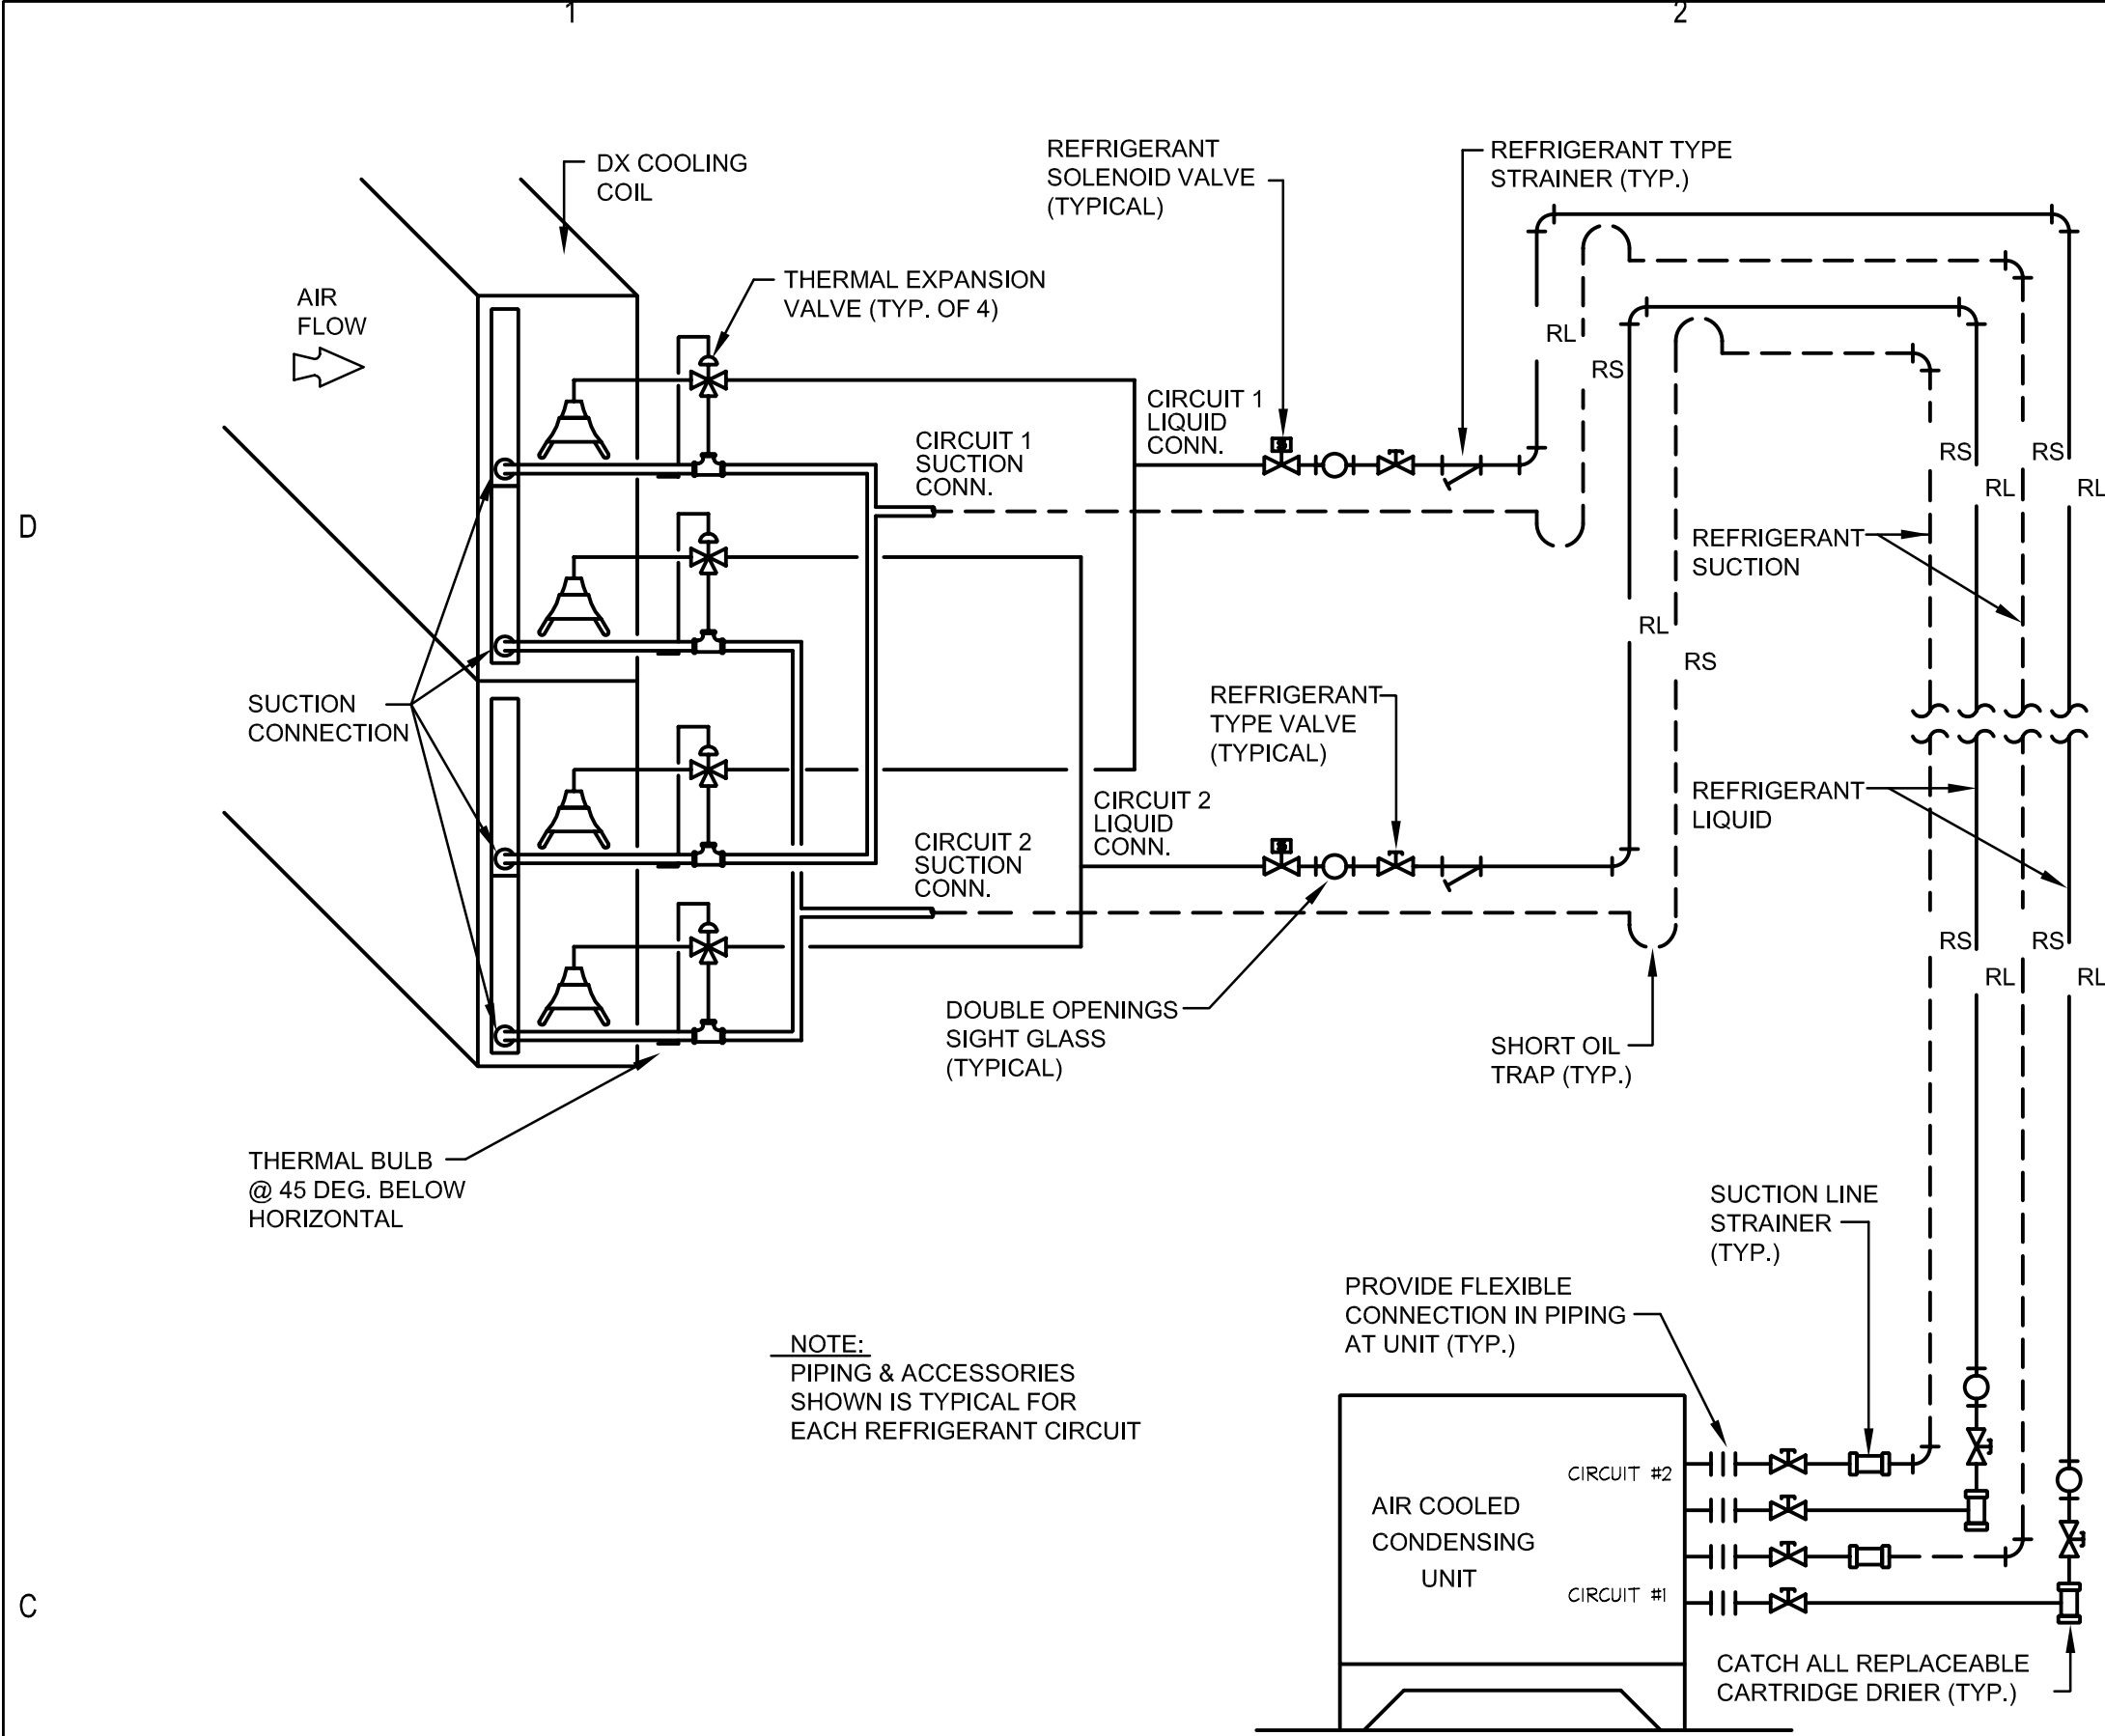 1
2
DX COOLING
COIL
REFRIGERANT
SOLENOID VALVE
(TYPICAL)
REFRIGERANT TYPE
STRAINER (TYP.)
AIR
FLOW
THERMAL EXPANSION
VALVE (TYP. OF 4)
RL
RS
CIRCUIT 1
LIQUID
CONN.
CIRCUIT 1
SUCTION
CONN.
RS
RS
RL
RL
D
REFRIGERANT
SUCTION
RL
RS
SUCTION
CONNECTION
REFRIGERANT
TYPE VALVE
(TYPICAL)
REFRIGERANT
LIQUID
CIRCUIT 2
LIQUID
CONN.
CIRCUIT 2
SUCTION
CONN.
RS
RS
RL
RL
DOUBLE OPENINGS
SIGHT GLASS
(TYPICAL)
SHORT OIL
TRAP (TYP.)
THERMAL BULB
@ 45 DEG. BELOW
HORIZONTAL
SUCTION LINE
STRAINER
(TYP.)
PROVIDE FLEXIBLE
CONNECTION IN PIPING
AT UNIT (TYP.)
NOTE:
PIPING & ACCESSORIES
SHOWN IS TYPICAL FOR
EACH REFRIGERANT CIRCUIT
CIRCUIT #2
AIR COOLED
CONDENSING
UNIT
CIRCUIT #1
C
CATCH ALL REPLACEABLE
CARTRIDGE DRIER (TYP.)